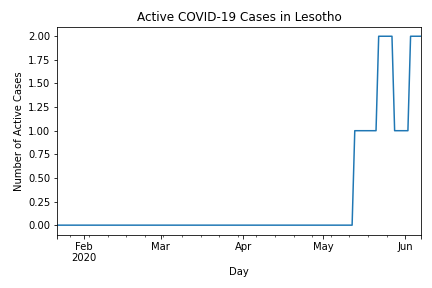 Active COVID-19 Cases in Lesotho
Number of Active Cases
2.00
1.75
1.50
1.25
1.00
0.75
0.50
0.25
0.00
Feb Mar Apr May Jun
2020
Day